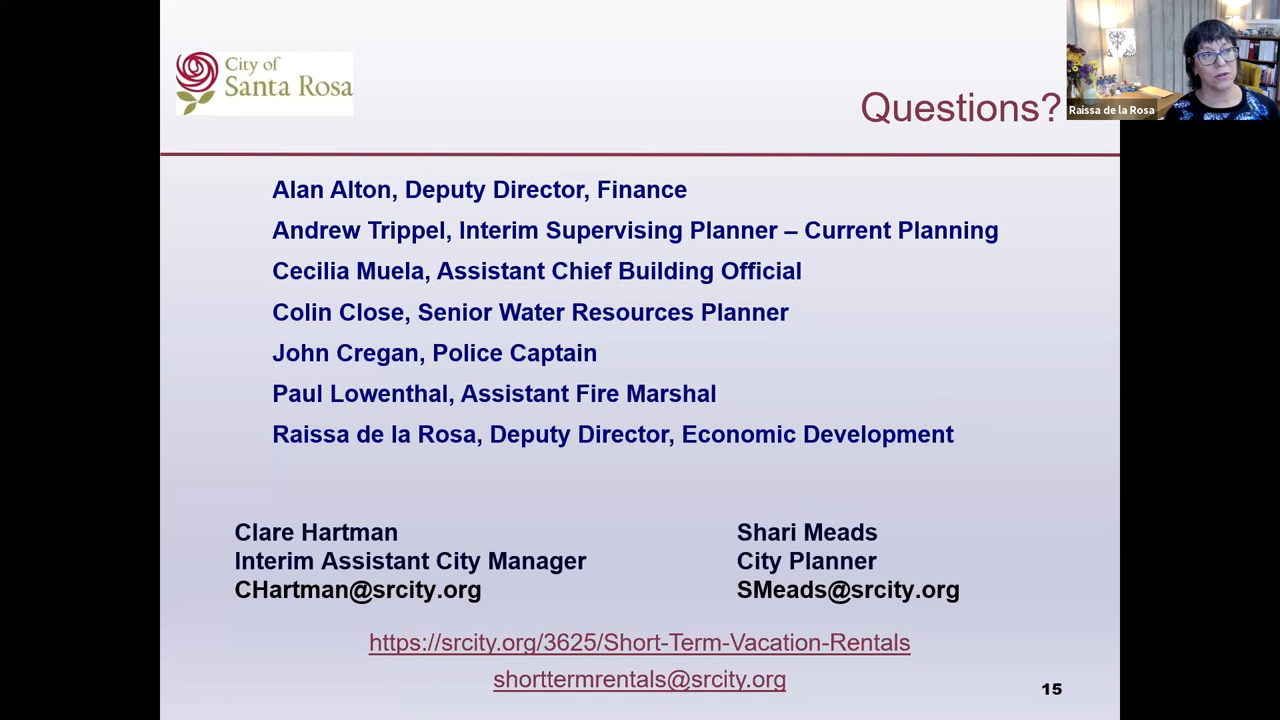 City of
Santa Rosa
Questions?
Raissa de la Rosa
Alan Alton, Deputy Director, Finance
Andrew Trippel, Interim Supervising Planner – Current Planning
Cecilia Muela, Assistant Chief Building Official
Colin Close, Senior Water Resources Planner
John Cregan, Police Captain
Paul Lowenthal, Assistant Fire Marshal
Raissa de la Rosa, Deputy Director, Economic Development
Clare Hartman
Interim Assistant City Manager
CHartman@srcity.org
Shari Meads
City Planner
SMeads@srcity.org
https://srcity.org/3625/Short-Term-Vacation-Rentals
shorttermrentals@srcity.org
15